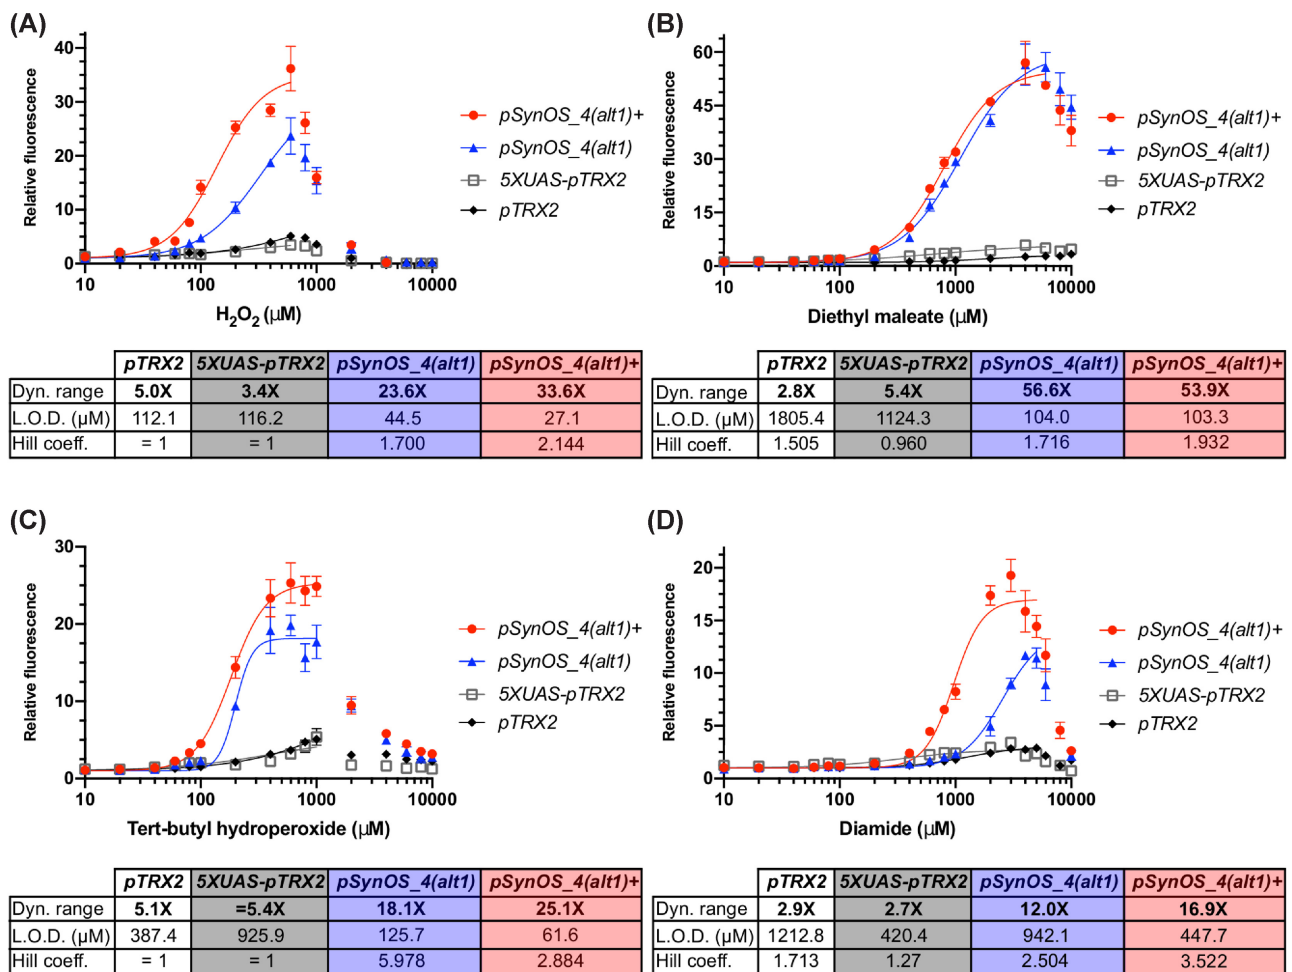 (A)
40
30
20
10
0
Relative fluorescence
10
100
1000
10000
H2O2 (μM)
pSynOS_4(alt1)+
pSynOS_4(alt1)
5XUAS-pTRX2
pTRX2
pTRX2 5XUAS-pTRX2 pSynOS_4(alt1) pSynOS_4(alt1)+
Dyn. range 5.0X 3.4X 23.6X 33.6X
L.O.D. (μM) 112.1 116.2 44.5 27.1
Hill coeff. = 1 = 1 1.700 2.144
(B)
60
45
30
15
0
Relative fluorescence
10
100
1000
10000
Diethyl maleate (μM)
pSynOS_4(alt1)+
pSynOS_4(alt1)
5XUAS-pTRX2
pTRX2
pTRX2 5XUAS-pTRX2 pSynOS_4(alt1) pSynOS_4(alt1)+
Dyn. range 2.8X 5.4X 56.6X 53.9X
L.O.D. (μM) 1805.4 1124.3 104.0 103.3
Hill coeff. 1.505 0.960 1.716 1.932
(C)
30
20
10
0
Relative fluorescence
10
100
1000
10000
Tert-butyl hydroperoxide (μM)
pSynOS_4(alt1)+
pSynOS_4(alt1)
5XUAS-pTRX2
pTRX2
pTRX2 5XUAS-pTRX2 pSynOS_4(alt1) pSynOS_4(alt1)+
Dyn. range 5.1X =5.4X 18.1X 25.1X
L.O.D. (μM) 387.4 925.9 125.7 61.6
Hill coeff. = 1 = 1 5.978 2.884
(D)
20
15
10
5
0
Relative fluorescence
10
100
1000
10000
Diamide (μM)
pSynOS_4(alt1)+
pSynOS_4(alt1)
5XUAS-pTRX2
pTRX2
pTRX2 5XUAS-pTRX2 pSynOS_4(alt1) pSynOS_4(alt1)+
Dyn. range 2.9X 2.7X 12.0X 16.9X
L.O.D. (μM) 1212.8 420.4 942.1 447.7
Hill coeff. 1.713 1.27 2.504 3.522